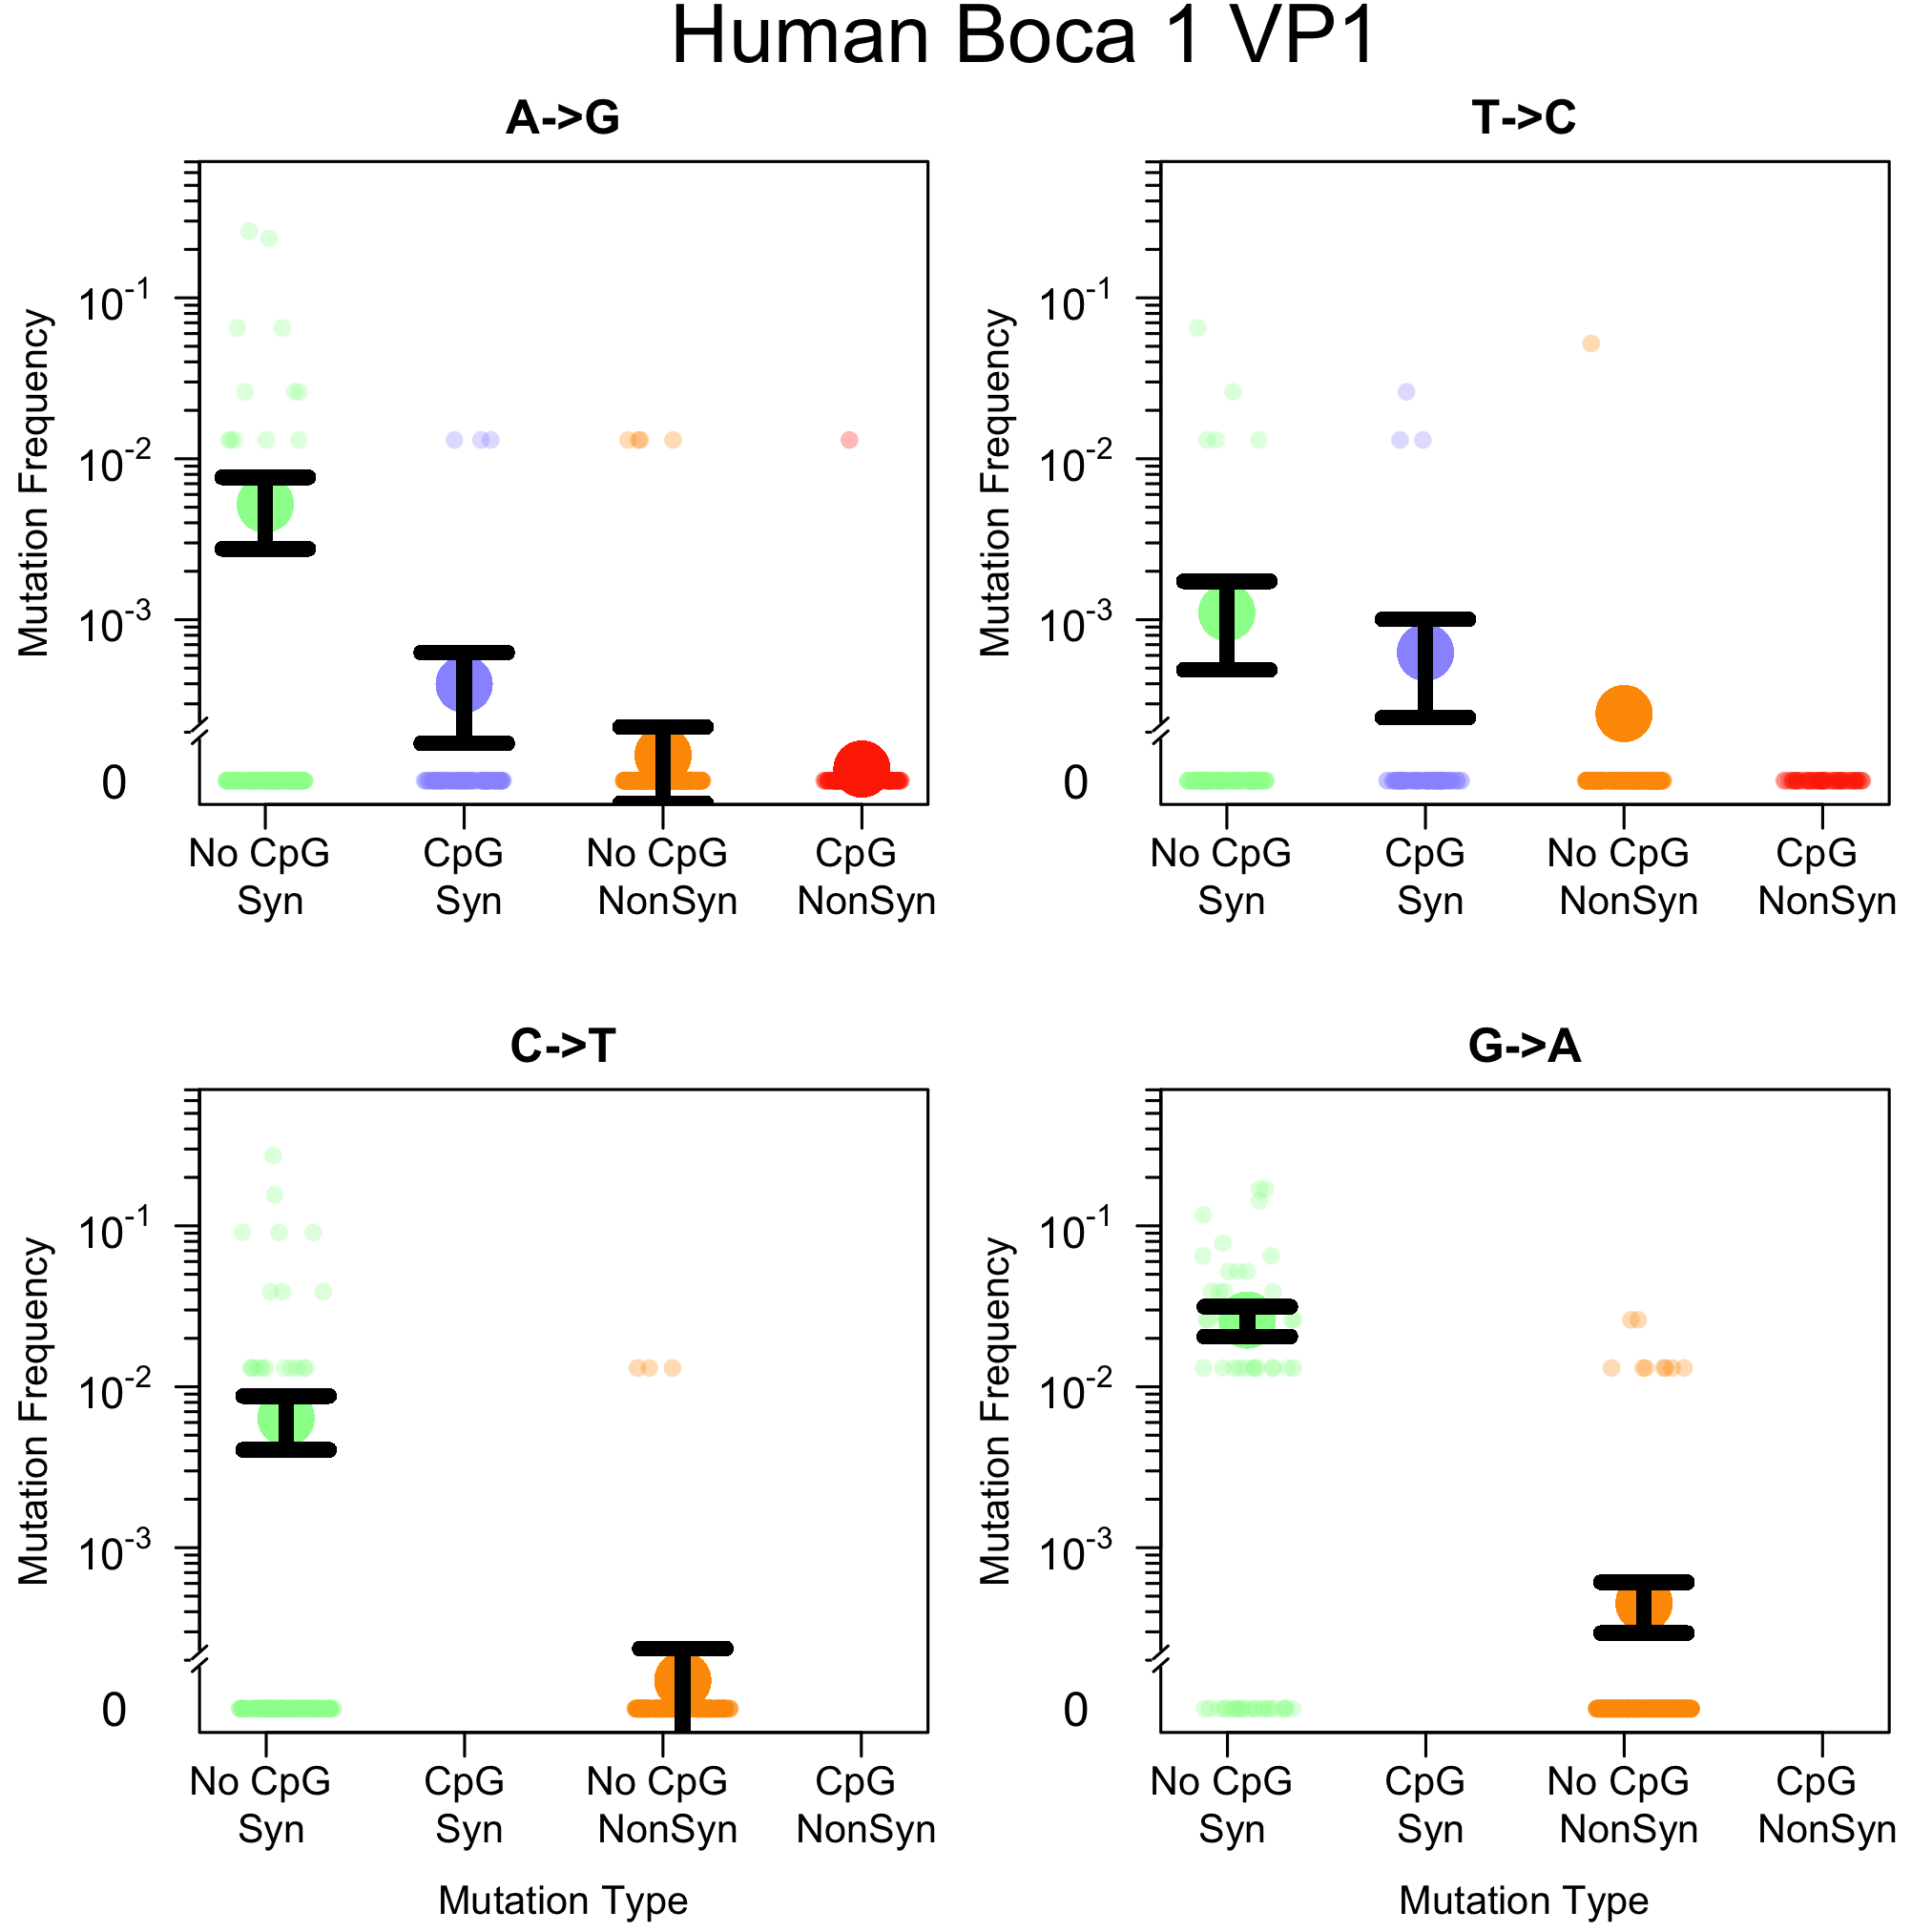 Human Boca 1 VP1
A->G
Mutation Frequency
10-1
10-2
10-3
0
No CpG CpG No CpG CpG
Syn Syn NonSyn NonSyn
T->C
Mutation Frequency
10-1
10-2
10-3
0
No CpG CpG No CpG CpG
Syn Syn NonSyn NonSyn
C->T
Mutation Frequency
10-1
10-2
10-3
0
No CpG CpG No CpG CpG
Syn Syn NonSyn NonSyn
Mutation Type
G->A
Mutation Frequency
10-1
10-2
10-3
0
No CpG CpG No CpG CpG
Syn Syn NonSyn NonSyn
Mutation Type